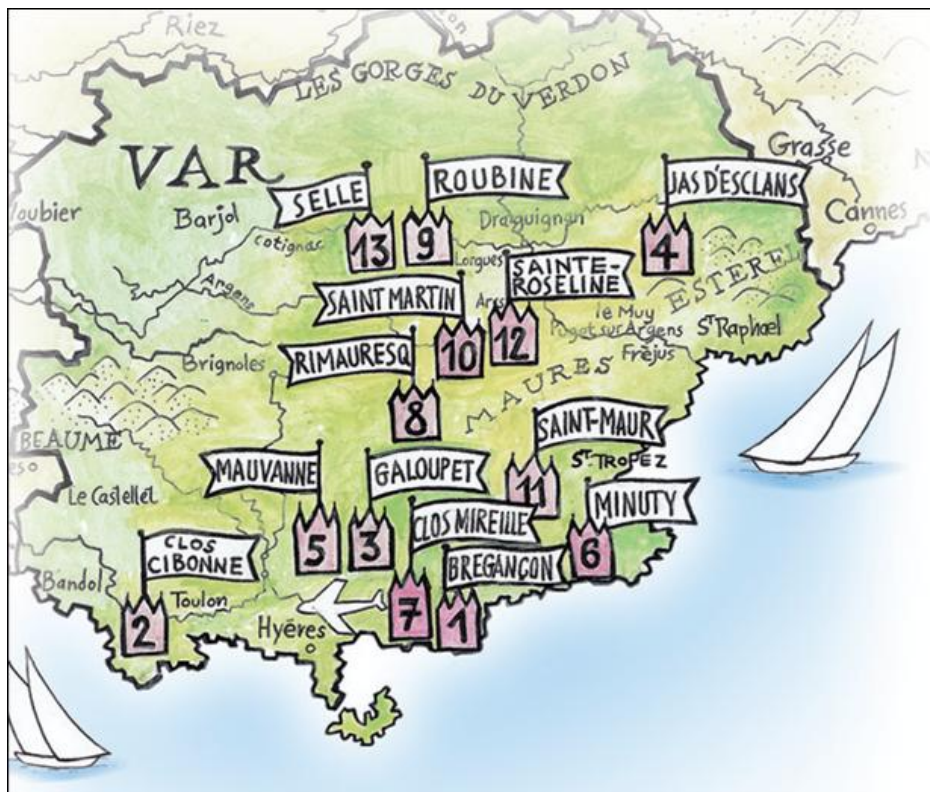 Riez
LES GORGES DU VERDON
VAR
Grasse
SELLE
ROUBINE
JAS D'ESCLANS
loubier
Barjol
Draguignan
Cannes
Cotignac
13
9
Lorgues
4
SAINTE-
ROSELINE
ESTEREL
Argens
SAINT MARTIN
Arcs
le Muy
Puget sur Argens
St Raphael
10
12
Fréjus
Brignoles
RIMAURESQ
MAURES
8
BEAUME
SAINT-MAUR
MAUVANNE
GALOUPET
ST TROPEZ
Le Castellet
11
MINUTY
CLOS MIREILLE
5
3
CLOS
CIBONNE
6
BREGANÇON
Bandol
Toulon
7
1
2
Hyéres